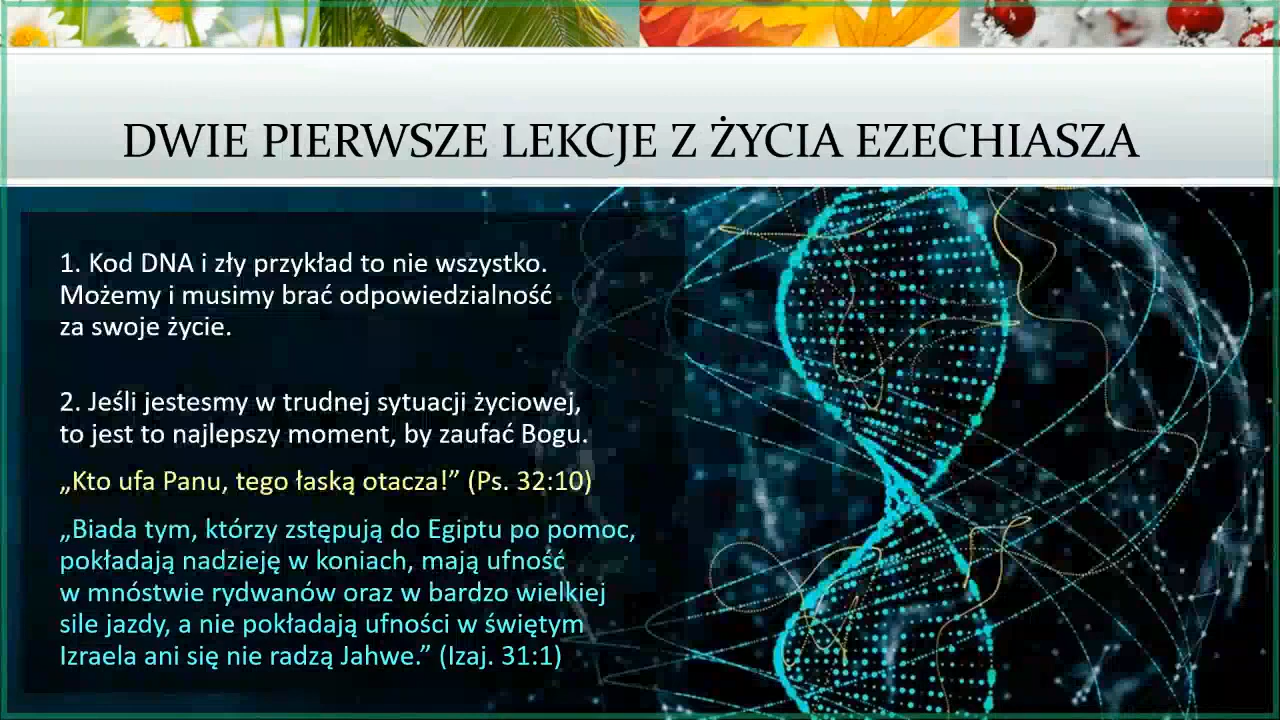 DWIE PIERWSZE LEKCJE Z ŻYCIA EZECHIASZA
1. Kod DNA i zły przykład to nie wszystko.
Możemy i musimy brać odpowiedzialność
za swoje życie.
2. Jeśli jestesmy w trudnej sytuacji życiowej,
to jest to najlepszy moment, by zaufać Bogu.
„Kto ufa Panu, tego łaską otacza!” (Ps. 32:10)
„Biada tym, którzy zstępują do Egiptu po pomoc,
pokładają nadzieję w koniach, mają ufność
w mnóstwie rydwanów oraz w bardzo wielkiej
sile jazdy, a nie pokładają ufności w świętym
Izraela ani się nie radzą Jahwe.” (Izaj. 31:1)